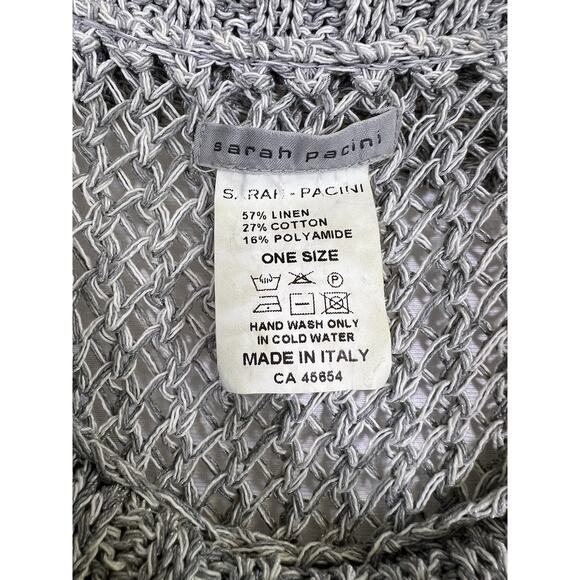 sarah pacini
SARAH - PACINI
57% LINEN
27% COTTON
16% POLYAMIDE
ONE SIZE
P
HAND WASH ONLY
IN COLD WATER
MADE IN ITALY
CA 45654